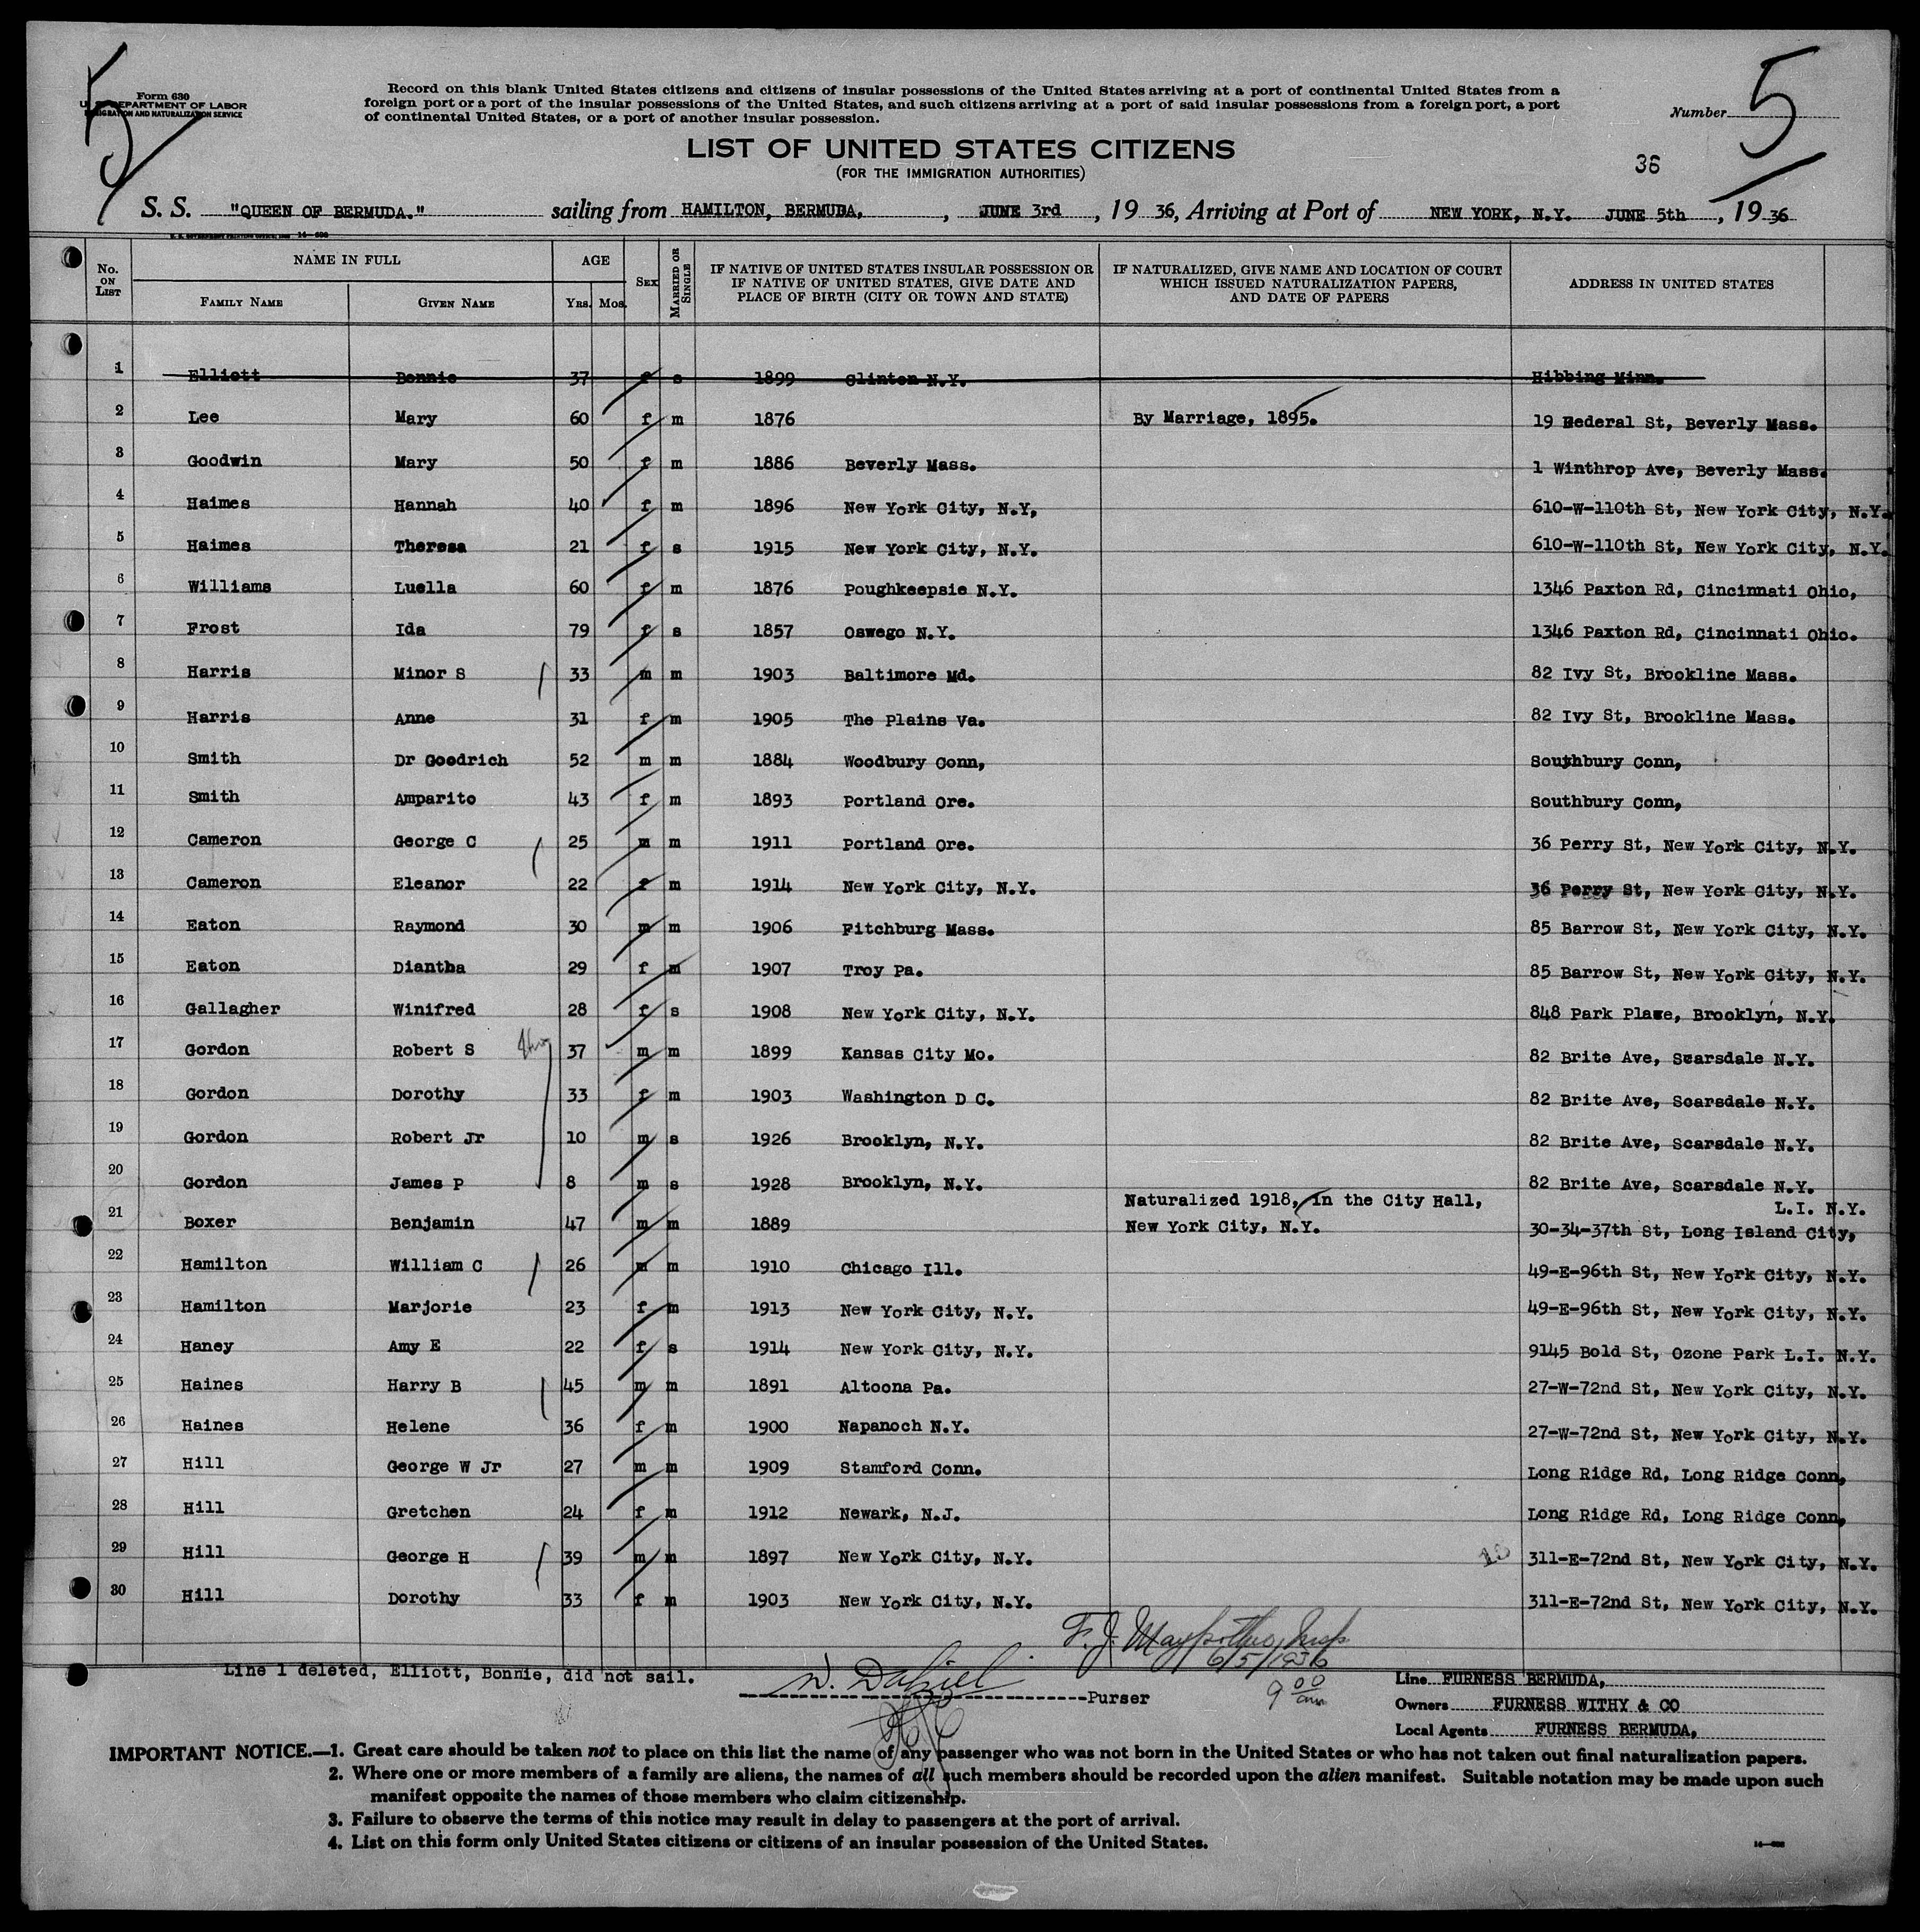 5
Form 630
U. S. DEPARTMENT OF LABOR
IMMIGRATION AND NATURALIZATION SERVICE
Record on this blank United States citizens and citizens of insular possessions of the United States arriving at a port of continental United States from a
foreign port or a port of the insular possessions of the United States, and such citizens arriving at a port of said insular possessions from a foreign port, a port
of continental United States, or a port of another insular possession.
Number 5
LIST OF UNITED STATES CITIZENS
(FOR THE IMMIGRATION AUTHORITIES)
36
S. S. "QUEEN OF BERMUDA." sailing from HAMILTON, BERMUDA, , JUNE 3rd , 19 36, Arriving at Port of NEW YORK, N.Y. JUNE 5th , 19 36
No. ON LIST NAME IN FULL FAMILY NAME GIVEN NAME AGE YRS. MOS. SEX MARRIED OR SINGLE IF NATIVE OF UNITED STATES INSULAR POSSESSION OR IF NATIVE OF UNITED STATES, GIVE DATE AND PLACE OF BIRTH (CITY OR TOWN AND STATE) IF NATURALIZED, GIVE NAME AND LOCATION OF COURT WHICH ISSUED NATURALIZATION PAPERS, AND DATE OF PAPERS ADDRESS IN UNITED STATES
1 Elliott Bonnie 37 f s 1899 Clinton N.Y. Hibbing Minn.
2 Lee Mary 60 f m 1876 By Marriage, 1895. 19 Federal St, Beverly Mass.
3 Goodwin Mary 50 f m 1886 Beverly Mass. 1 Winthrop Ave, Beverly Mass.
4 Haimes Hannah 40 f m 1896 New York City, N.Y, 610-W-110th St, New York City, N.Y.
5 Haimes Theresa 21 f s 1915 New York City, N.Y. 610-W-110th St, New York City, N.Y.
6 Williams Luella 60 f m 1876 Poughkeepsie N.Y. 1346 Paxton Rd, Cincinnati Ohio,
7 Frost Ida 79 f s 1857 Oswego N.Y. 1346 Paxton Rd, Cincinnati Ohio.
8 Harris Minor S 33 m m 1903 Baltimore Md. 82 Ivy St, Brookline Mass.
9 Harris Anne 31 f m 1905 The Plains Va. 82 Ivy St, Brookline Mass.
10 Smith Dr Goodrich 52 m m 1884 Woodbury Conn, Southbury Conn,
11 Smith Amparito 43 f m 1893 Portland Ore. Southbury Conn,
12 Cameron George C 25 m m 1911 Portland Ore. 36 Perry St, New York City, N.Y.
13 Cameron Eleanor 22 f m 1914 New York City, N.Y. 36 Perry St, New York City, N.Y.
14 Eaton Raymond 30 m m 1906 Fitchburg Mass. 85 Barrow St, New York City, N.Y.
15 Eaton Diantha 29 f m 1907 Troy Pa. 85 Barrow St, New York City, N.Y.
16 Gallagher Winifred 28 f s 1908 New York City, N.Y. 848 Park Place, Brooklyn, N.Y.
17 Gordon Robert S 37 m m 1899 Kansas City Mo. 82 Brite Ave, Scarsdale N.Y.
18 Gordon Dorothy 33 f m 1903 Washington D C. 82 Brite Ave, Scarsdale N.Y.
19 Gordon Robert Jr 10 m s 1926 Brooklyn, N.Y. 82 Brite Ave, Scarsdale N.Y.
20 Gordon James P 8 m s 1928 Brooklyn, N.Y. 82 Brite Ave, Scarsdale N.Y.
Naturalized 1918, in the City Hall, L.I. N.Y.
21 Boxer Benjamin 47 m m 1889 New York City, N.Y. 30-34-37th St, Long Island City,
22 Hamilton William C 26 m m 1910 Chicago Ill. 49-E-96th St, New York City, N.Y.
23 Hamilton Marjorie 23 f m 1913 New York City, N.Y. 49-E-96th St, New York City, N.Y.
24 Haney Amy E 22 f s 1914 New York City, N.Y. 9145 Bold St, Ozone Park L.I. N.Y.
25 Haines Harry B 45 m m 1891 Altoona Pa. 27-W-72nd St, New York City, N.Y.
26 Haines Helene 36 f m 1900 Napanoch N.Y. 27-W-72nd St, New York City, N.Y.
27 Hill George W Jr 27 m m 1909 Stamford Conn. Long Ridge Rd, Long Ridge Conn,
28 Hill Gretchen 24 f m 1912 Newark, N.J. Long Ridge Rd, Long Ridge Conn,
29 Hill George H 39 m m 1897 New York City, N.Y. 311-E-72nd St, New York City, N.Y.
30 Hill Dorothy 33 f m 1903 New York City, N.Y. 311-E-72nd St, New York City, N.Y.
6/5/1936
9 00 am
Line 1 deleted, Elliott, Bonnie, did not sail.
Purser
Line FURNESS BERMUDA,
Owners FURNESS WITHY & CO
Local Agents FURNESS BERMUDA,
IMPORTANT NOTICE.—1. Great care should be taken not to place on this list the name of any passenger who was not born in the United States or who has not taken out final naturalization papers.
2. Where one or more members of a family are aliens, the names of all such members should be recorded upon the alien manifest. Suitable notation may be made upon such
manifest opposite the names of those members who claim citizenship.
3. Failure to observe the terms of this notice may result in delay to passengers at the port of arrival.
4. List on this form only United States citizens or citizens of an insular possession of the United States.